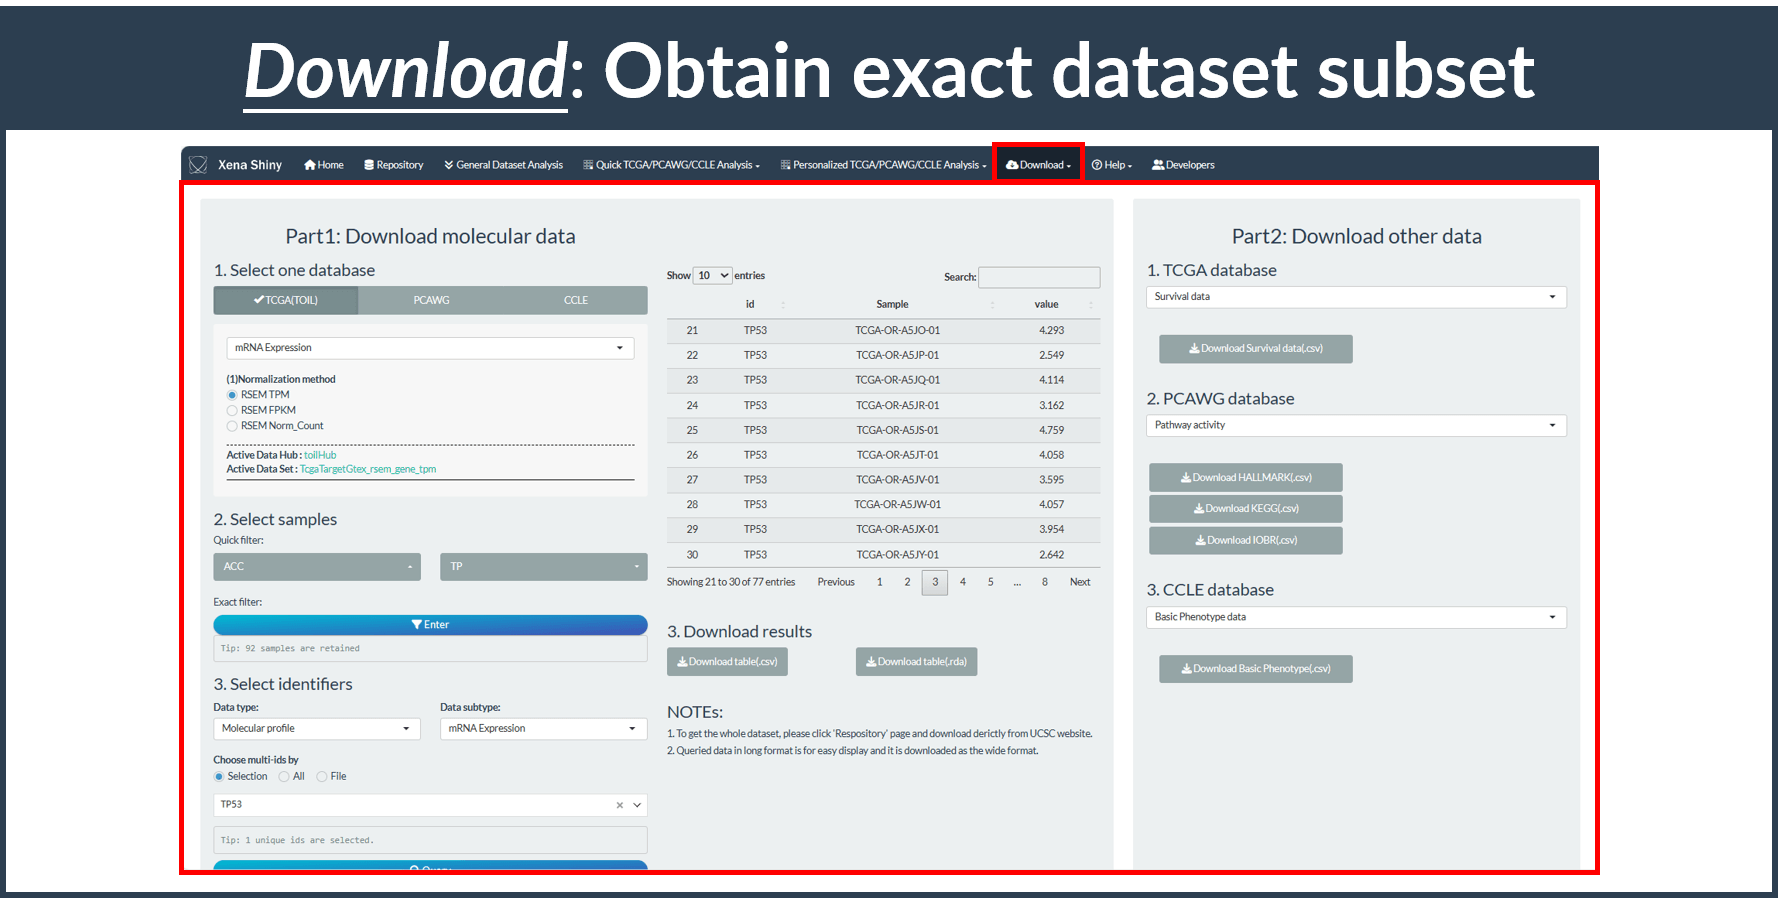 Download: Obtain exact dataset subset
Xena Shiny Home Repository General Dataset Analysis Quick TCGA/PCAWG/CCLE Analysis Personalized TCGA/PCAWG/CCLE Analysis Download Help Developers
Part1: Download molecular data
1. Select one database
TCGA(TOIL) PCAWG CCLE
mRNA Expression
(1)Normalization method
RSEM TPM
RSEM FPKM
RSEM Norm_Count
Active Data Hub : toilHub
Active Data Set : TcgaTargetGtex_rsem_gene_tpm
2. Select samples
Quick filter:
ACC TP
Exact filter:
Enter
Tip: 92 samples are retained
3. Select identifiers
Data type: Data subtype:
Molecular profile mRNA Expression
Choose multi-ids by
Selection All File
TP53
Tip: 1 unique ids are selected.
Show 10 entries Search:
id Sample value
21 TP53 TCGA-OR-A5JO-01 4.293
22 TP53 TCGA-OR-A5JP-01 2.549
23 TP53 TCGA-OR-A5JQ-01 4.114
24 TP53 TCGA-OR-A5JR-01 3.162
25 TP53 TCGA-OR-A5JS-01 4.759
26 TP53 TCGA-OR-A5JT-01 4.058
27 TP53 TCGA-OR-A5JV-01 3.595
28 TP53 TCGA-OR-A5JW-01 4.057
29 TP53 TCGA-OR-A5JX-01 3.954
30 TP53 TCGA-OR-A5JY-01 2.642
Showing 21 to 30 of 77 entries Previous 1 2 3 4 5 ... 8 Next
3. Download results
Download table(.csv) Download table(.rda)
NOTEs:
1. To get the whole dataset, please click 'Respository' page and download derictly from UCSC website.
2. Queried data in long format is for easy display and it is downloaded as the wide format.
Part2: Download other data
1. TCGA database
Survival data
Download Survival data(.csv)
2. PCAWG database
Pathway activity
Download HALLMARK(.csv)
Download KEGG(.csv)
Download IOBR(.csv)
3. CCLE database
Basic Phenotype data
Download Basic Phenotype(.csv)